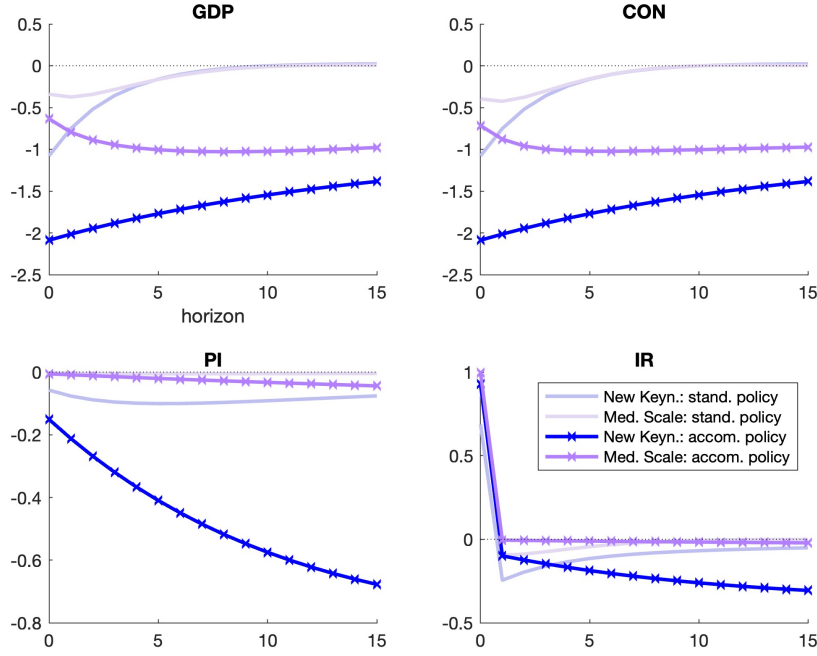 GDP
0.5
0
-0.5
-1
-1.5
-2
-2.5
0 5 10 15
horizon
CON
0.5
0
-0.5
-1
-1.5
-2
-2.5
0 5 10 15
PI
0
-0.2
-0.4
-0.6
-0.8
0 5 10 15
IR
1
0.5
0
-0.5
0 5 10 15
New Keyn.: stand. policy
Med. Scale: stand. policy
New Keyn.: accom. policy
Med. Scale: accom. policy